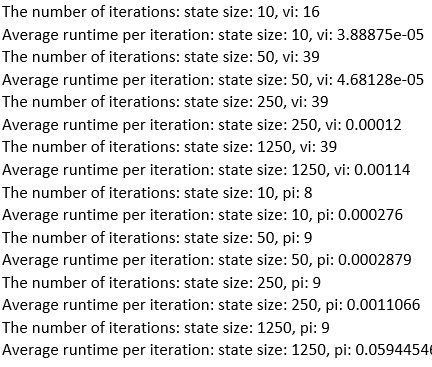 The number of iterations: state size: 10, vi: 16
Average runtime per iteration: state size: 10, vi: 3.88875e-05
The number of iterations: state size: 50, vi: 39
Average runtime per iteration: state size: 50, vi: 4.68128e-05
The number of iterations: state size: 250, vi: 39
Average runtime per iteration: state size: 250, vi: 0.00012
The number of iterations: state size: 1250, vi: 39
Average runtime per iteration: state size: 1250, vi: 0.00114
The number of iterations: state size: 10, pi: 8
Average runtime per iteration: state size: 10, pi: 0.000276
The number of iterations: state size: 50, pi: 9
Average runtime per iteration: state size: 50, pi: 0.0002879
The number of iterations: state size: 250, pi: 9
Average runtime per iteration: state size: 250, pi: 0.0011066
The number of iterations: state size: 1250, pi: 9
Average runtime per iteration: state size: 1250, pi: 0.05944546